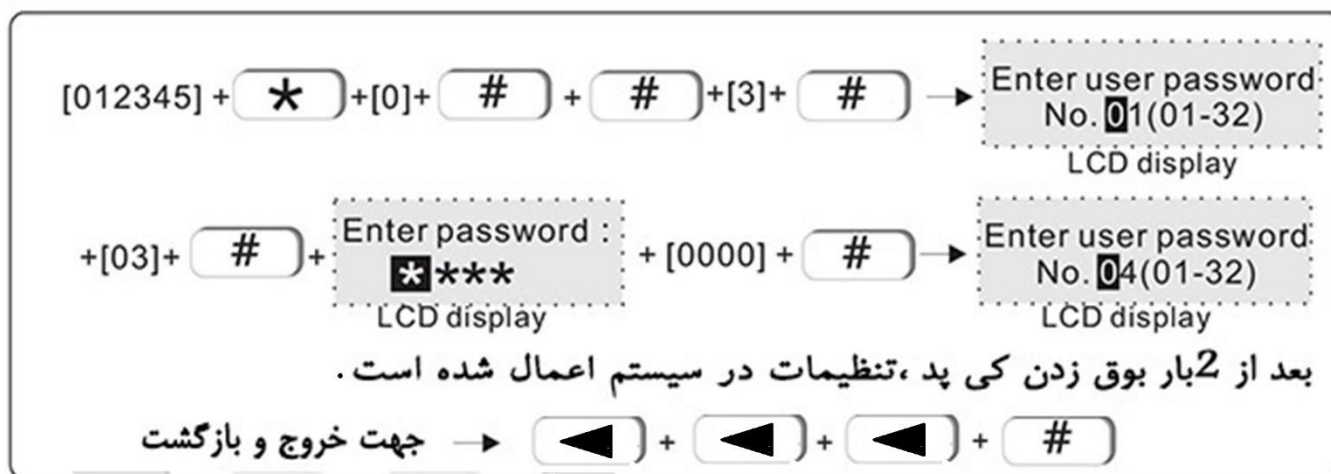 [012345] + * +[0]+ # + # +[3]+ # → Enter user password
No. 01(01-32)
LCD display
+[03]+ # + Enter password : + [0000] + # → Enter user password
**** No. 04(01-32)
LCD display LCD display
بعد از 2بار بوق زدن کی پد ،تنظیمات در سیستم اعمال شده است.
جهت خروج و بازگشت → ◀ + ◀ + ◀ + #